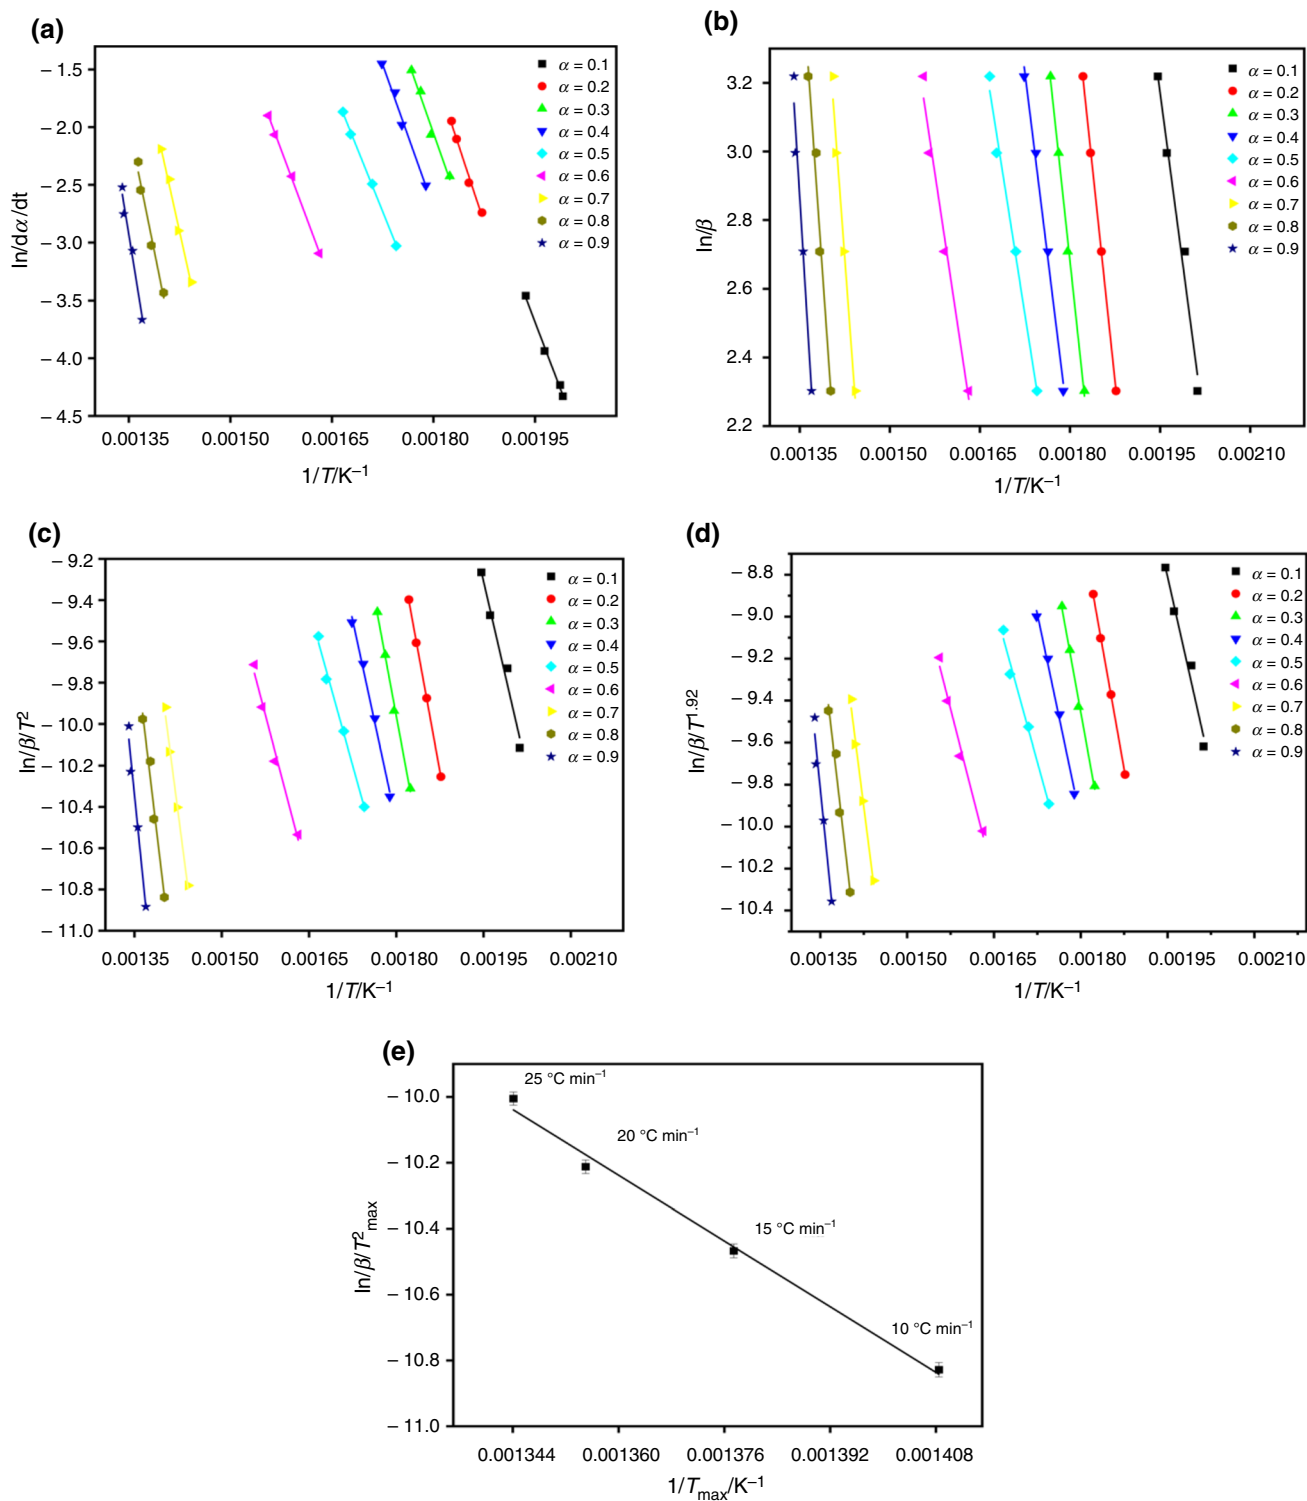 (a)
ln/dα/dt
– 1.5
– 2.0
– 2.5
– 3.0
– 3.5
– 4.0
– 4.5
0.00135 0.00150 0.00165 0.00180 0.00195
1/T/K⁻¹
α = 0.1
α = 0.2
α = 0.3
α = 0.4
α = 0.5
α = 0.6
α = 0.7
α = 0.8
α = 0.9
(b)
ln/β
3.2
3.0
2.8
2.6
2.4
2.2
0.00135 0.00150 0.00165 0.00180 0.00195 0.00210
1/T/K⁻¹
α = 0.1
α = 0.2
α = 0.3
α = 0.4
α = 0.5
α = 0.6
α = 0.7
α = 0.8
α = 0.9
(c)
ln/β/T²
– 9.2
– 9.4
– 9.6
– 9.8
– 10.0
– 10.2
– 10.4
– 10.6
– 10.8
– 11.0
0.00135 0.00150 0.00165 0.00180 0.00195 0.00210
1/T/K⁻¹
α = 0.1
α = 0.2
α = 0.3
α = 0.4
α = 0.5
α = 0.6
α = 0.7
α = 0.8
α = 0.9
(d)
ln/β/T¹·⁹²
– 8.8
– 9.0
– 9.2
– 9.4
– 9.6
– 9.8
– 10.0
– 10.2
– 10.4
0.00135 0.00150 0.00165 0.00180 0.00195 0.00210
1/T/K⁻¹
α = 0.1
α = 0.2
α = 0.3
α = 0.4
α = 0.5
α = 0.6
α = 0.7
α = 0.8
α = 0.9
(e)
ln/β/T²max
– 10.0
– 10.2
– 10.4
– 10.6
– 10.8
– 11.0
25 °C min⁻¹
20 °C min⁻¹
15 °C min⁻¹
10 °C min⁻¹
0.001344 0.001360 0.001376 0.001392 0.001408
1/Tmax/K⁻¹